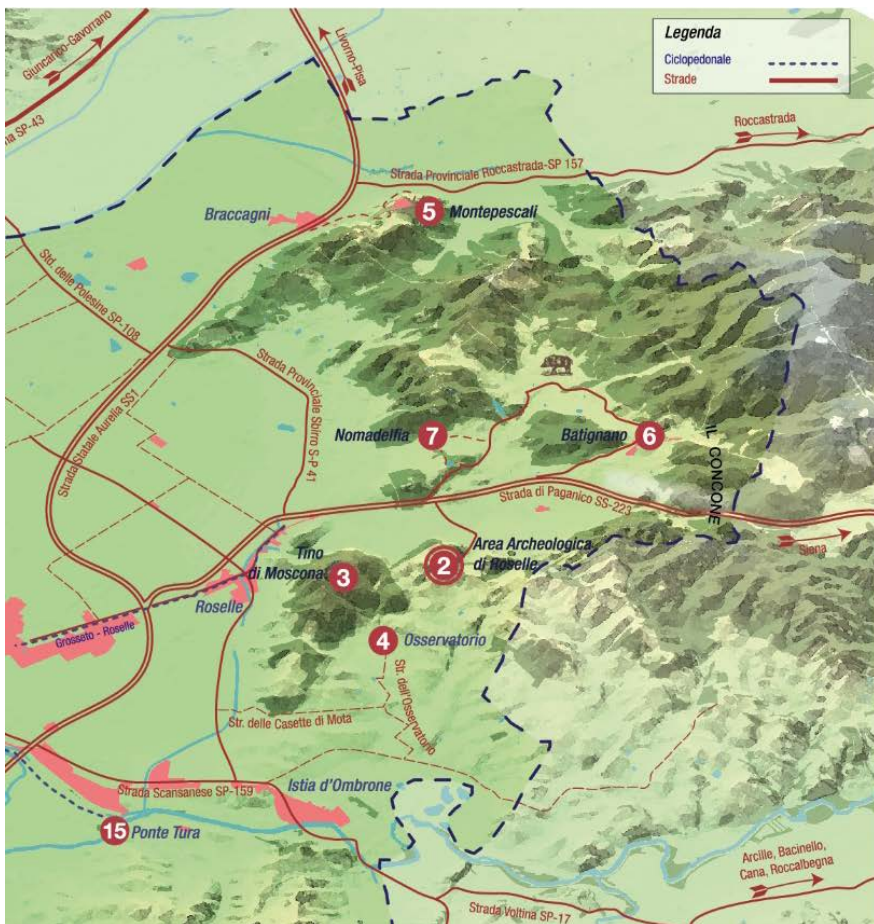 Legenda
Ciclopedonale
Strade
Giuncarico-Gavorrano
Livorno-Pisa
SP-43
Roccastrada
Strada Provinciale Roccastrada-SP 157
Braccagni
5
Montepescali
Std. delle Polesine SP-108
Strada Provinciale Sbirro S-P 41
Strada Statale Aurelia SS1
Nomadelfia
7
Batignano
6
IL CONCONE
Strada di Paganico SS-223
Siena
Tino
di Moscona
3
2
Area Archeologica
di Roselle
Roselle
Grosseto - Roselle
4
Osservatorio
Str. dell'Osservatorio
Str. delle Casette di Mota
Istia d'Ombrone
Strada Scansanese SP-159
15
Ponte Tura
Arcille, Bacinello,
Cana, Roccalbegna
Strada Voltina SP-17